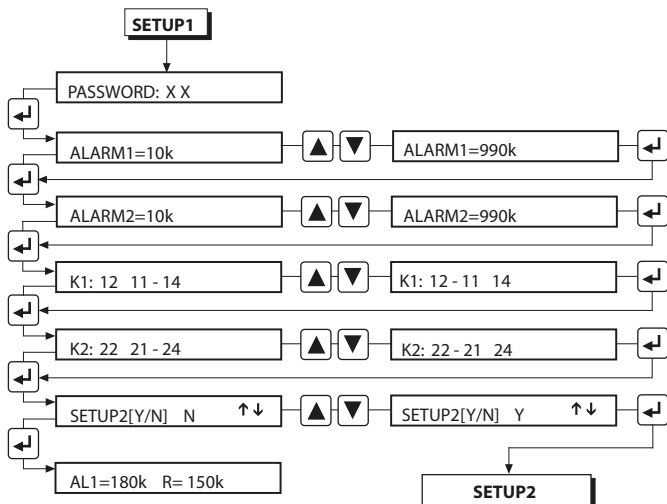 SETUP1
PASSWORD: X X
ALARM1=10k
ALARM1=990k
ALARM2=10k
ALARM2=990k
K1: 12 11 - 14
K1: 12 - 11 14
K2: 22 21 - 24
K2: 22 - 21 24
SETUP2[Y/N] N ↑↓
SETUP2[Y/N] Y ↑↓
AL1=180k R= 150k
SETUP2